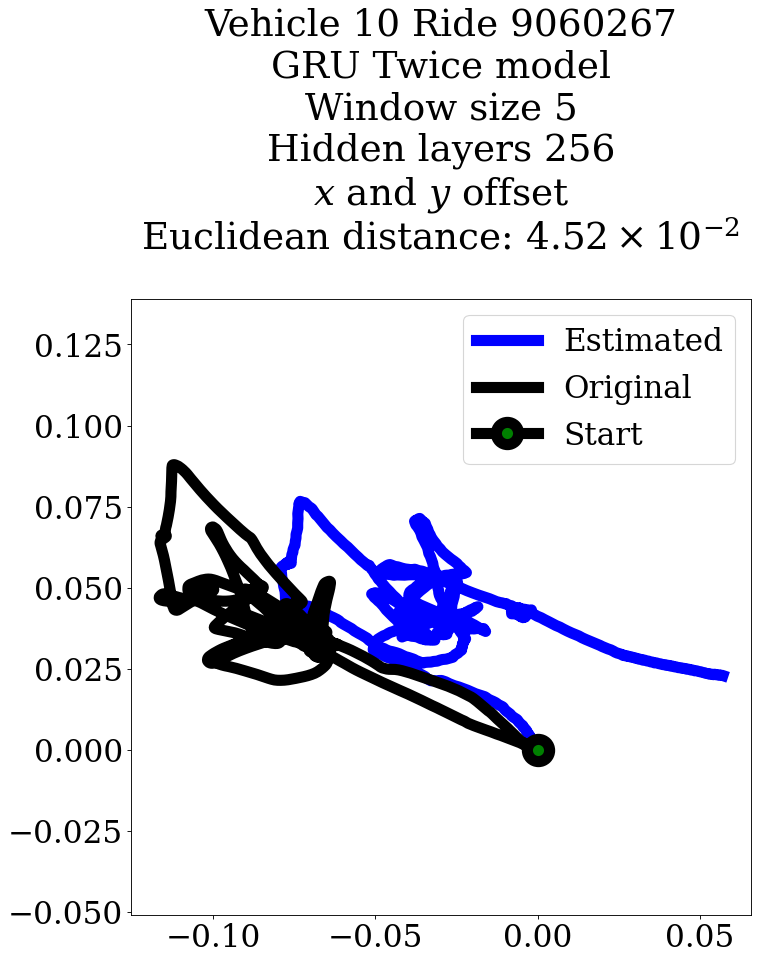 Vehicle 10 Ride 9060267
GRU Twice model
Window size 5
Hidden layers 256
x and y offset
Euclidean distance: 4.52 × 10⁻²
Estimated
Original
Start
0.125
0.100
0.075
0.050
0.025
0.000
−0.025
−0.050
−0.10 −0.05 0.00 0.05